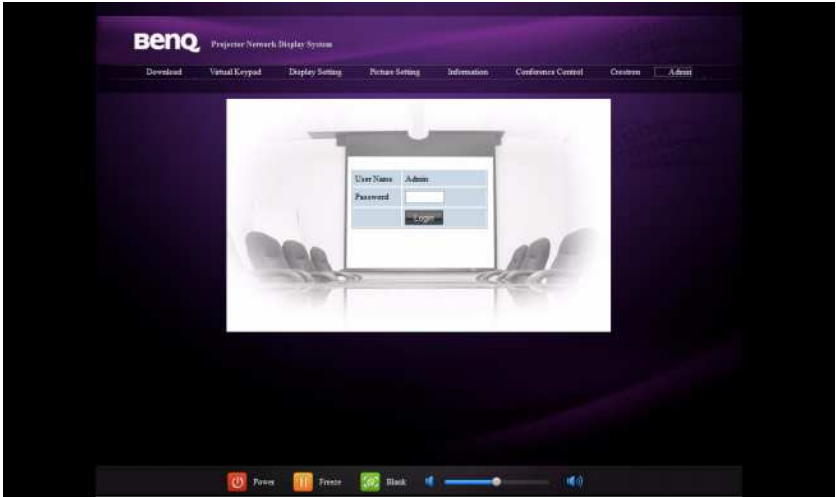 BenQ Projector Network Display System
Download Virtual Keypad Display Setting Picture Setting Information Conference Control Crestron Admin
User Name Admin
Password
Login
Power Freeze Blank